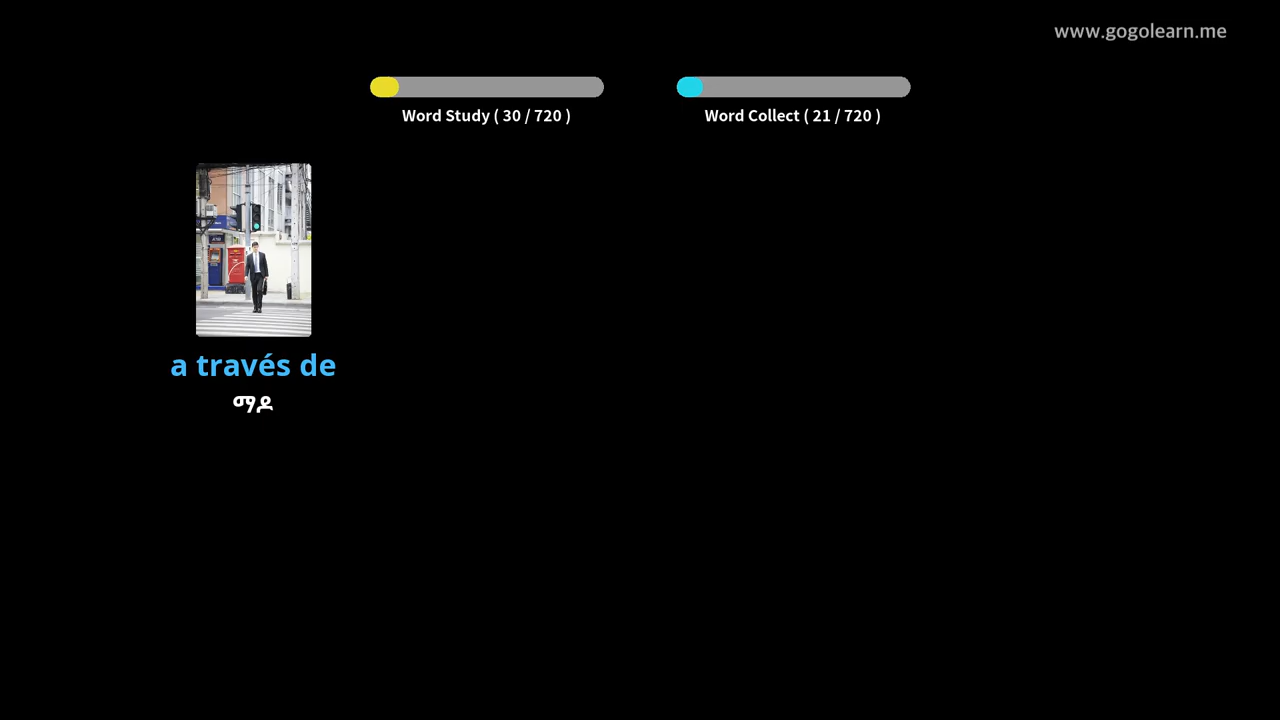 www.gogolearn.me
Word Study ( 30 / 720 )
Word Collect ( 21 / 720 )
a través de
ማዶ